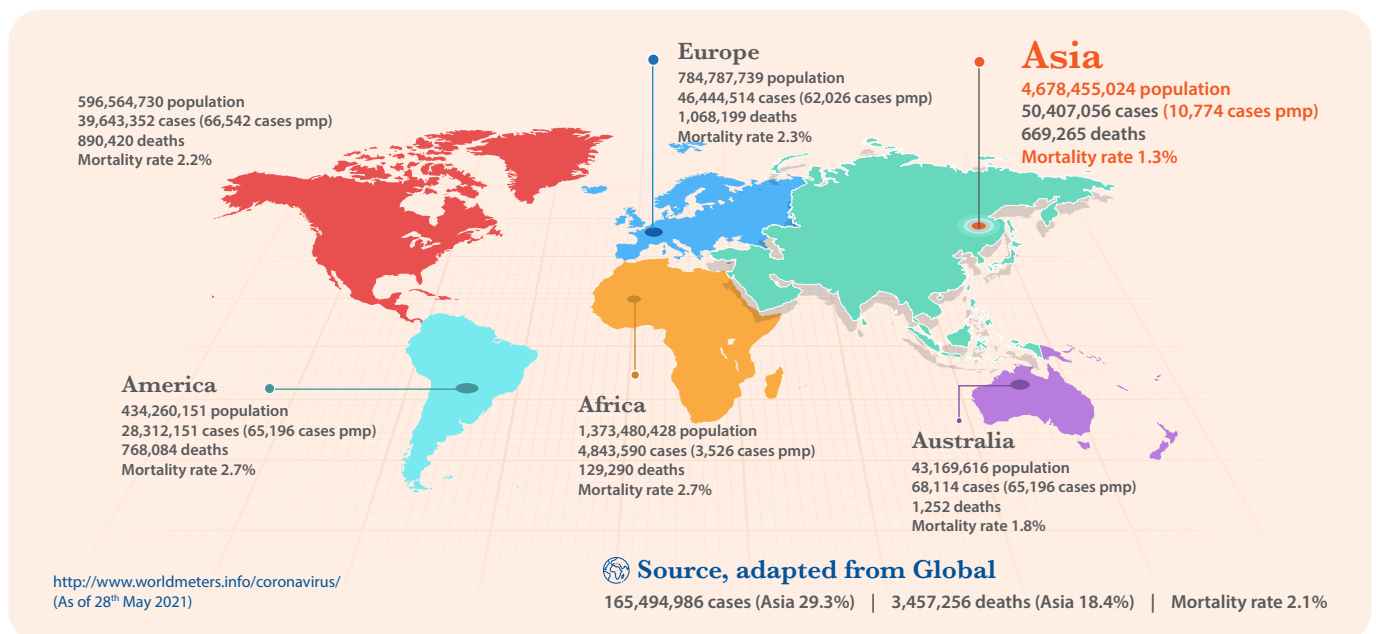 596,564,730 population
39,643,352 cases (66,542 cases pmp)
890,420 deaths
Mortality rate 2.2%
Europe
784,787,739 population
46,444,514 cases (62,026 cases pmp)
1,068,199 deaths
Mortality rate 2.3%
Asia
4,678,455,024 population
50,407,056 cases (10,774 cases pmp)
669,265 deaths
Mortality rate 1.3%
America
434,260,151 population
28,312,151 cases (65,196 cases pmp)
768,084 deaths
Mortality rate 2.7%
Africa
1,373,480,428 population
4,843,590 cases (3,526 cases pmp)
129,290 deaths
Mortality rate 2.7%
Australia
43,169,616 population
68,114 cases (65,196 cases pmp)
1,252 deaths
Mortality rate 1.8%
http://www.worldmeters.info/coronavirus/
(As of 28th May 2021)
Source, adapted from Global
165,494,986 cases (Asia 29.3%) | 3,457,256 deaths (Asia 18.4%) | Mortality rate 2.1%